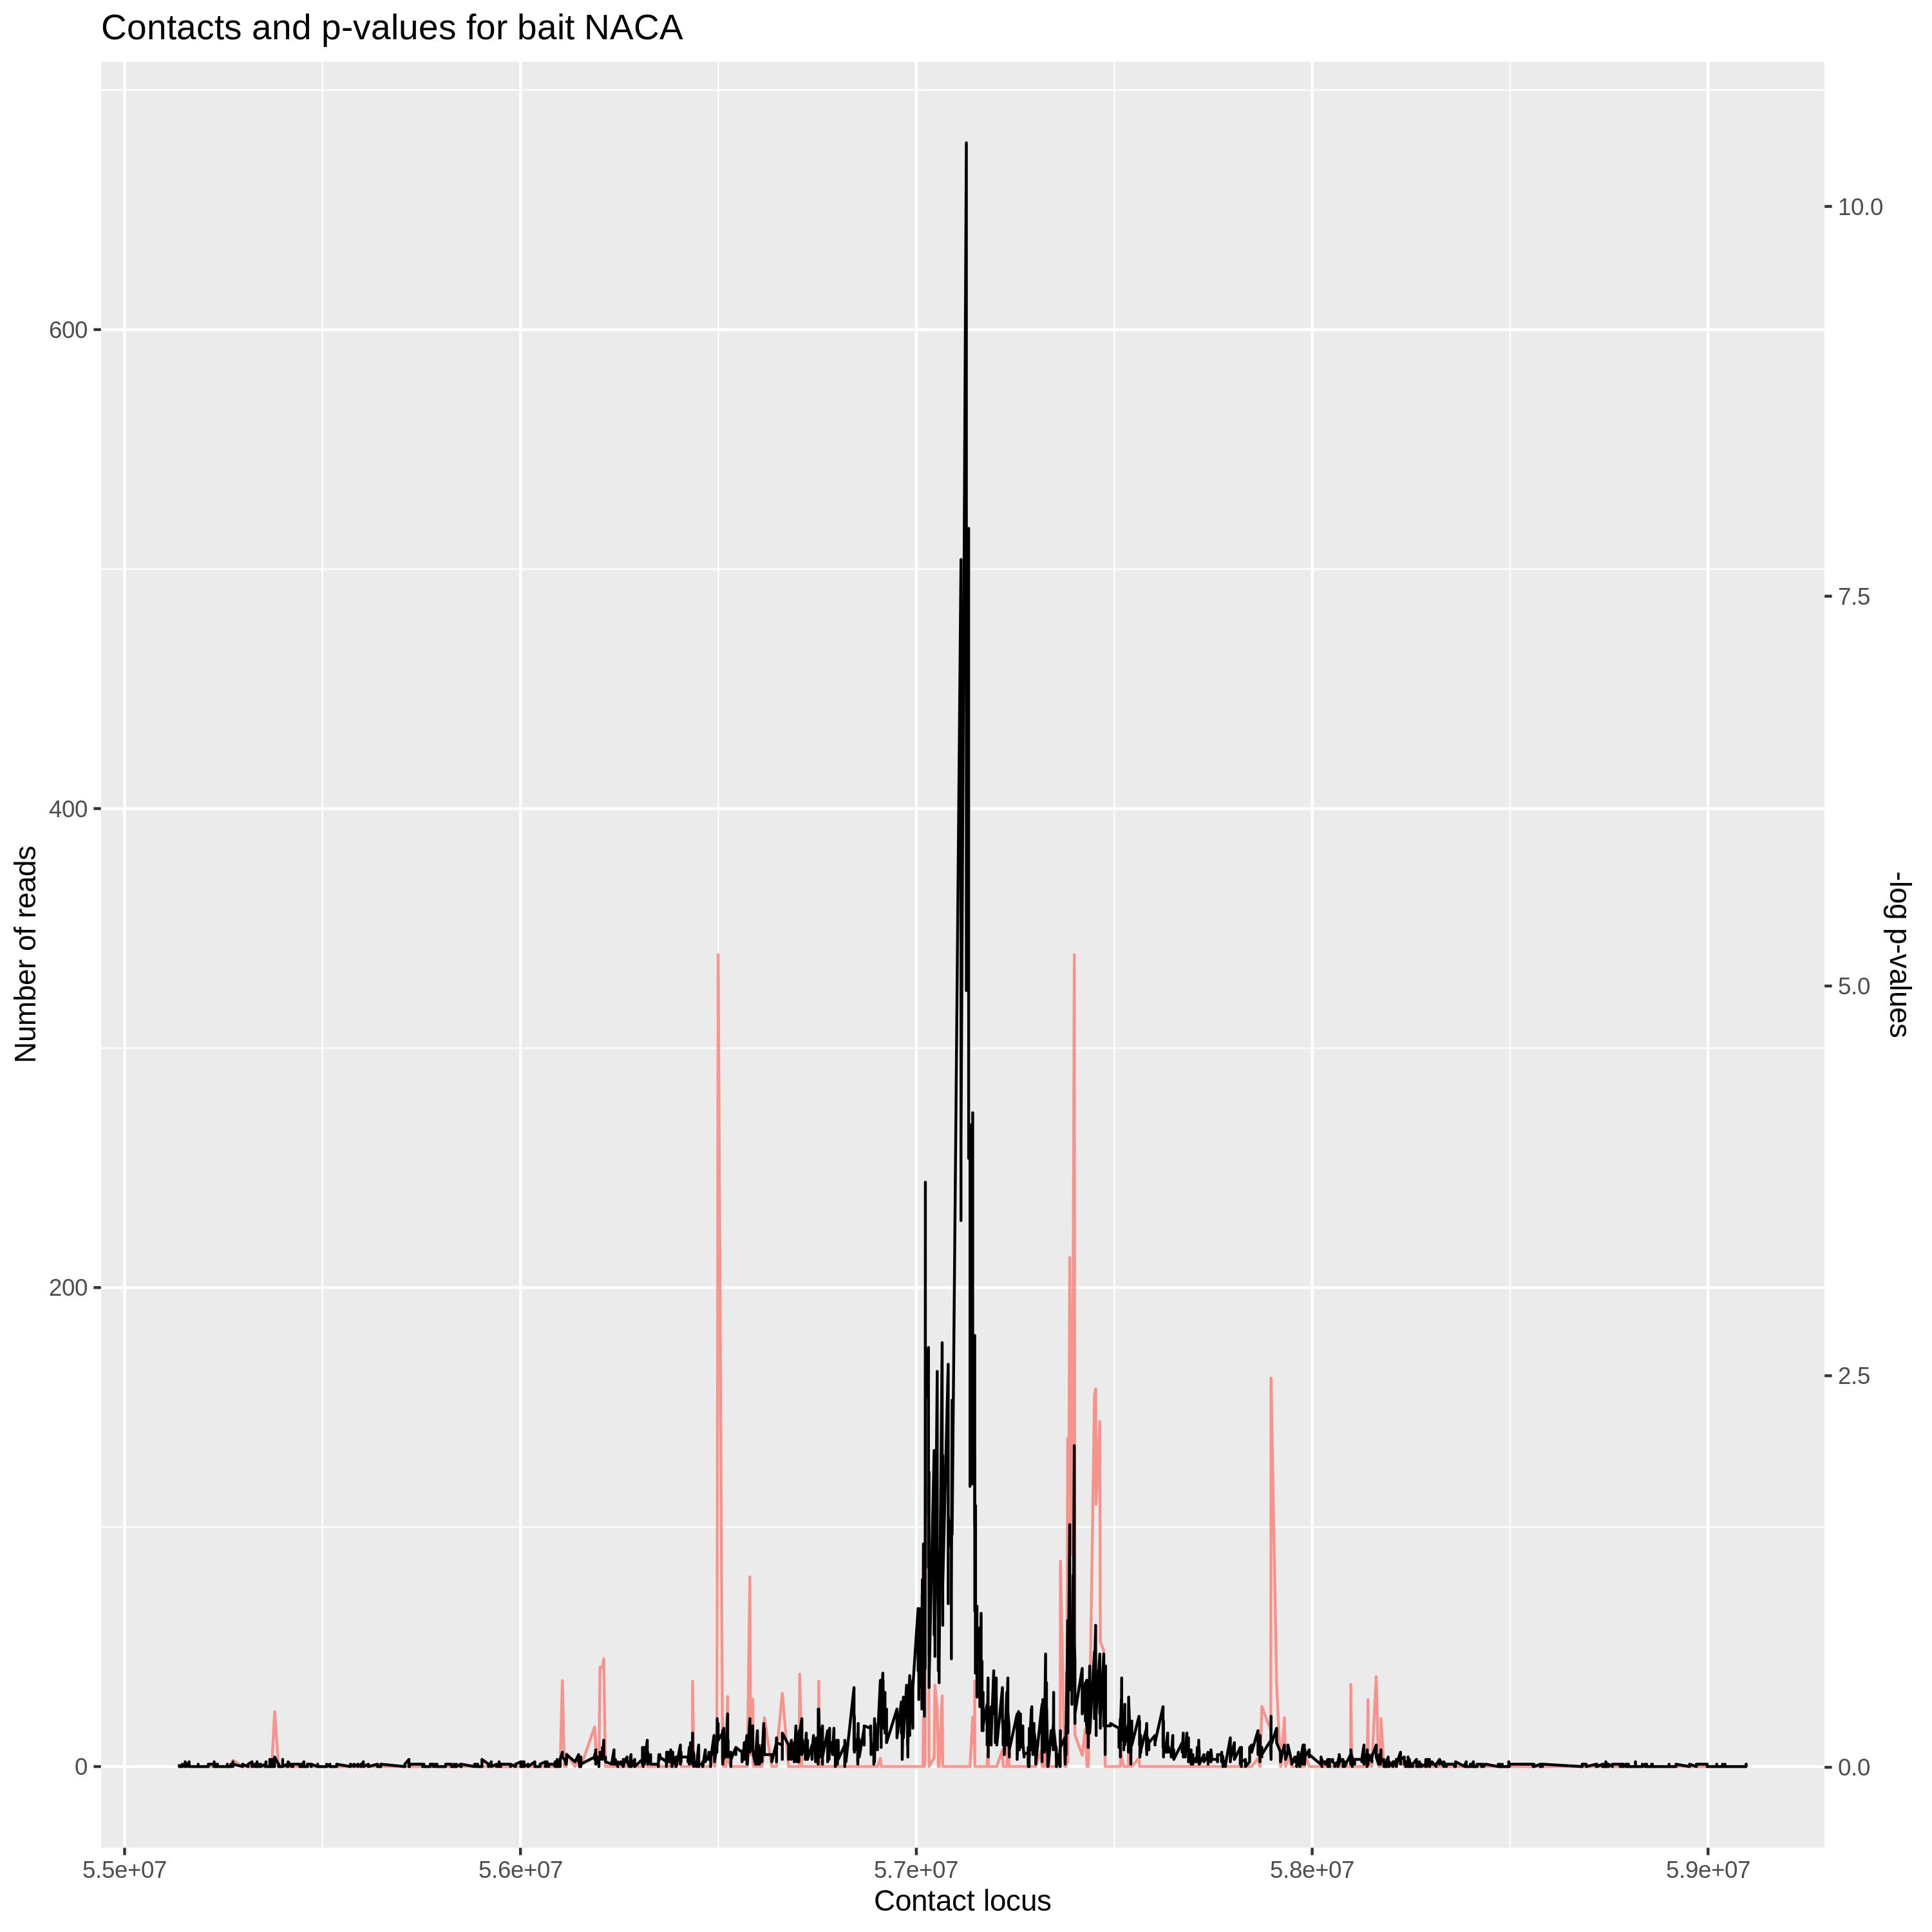 Contacts and p-values for bait NACA
Number of reads
600
400
200
0
10.0
7.5
5.0
2.5
0.0
-log p-values
5.5e+07
5.6e+07
5.7e+07
5.8e+07
5.9e+07
Contact locus